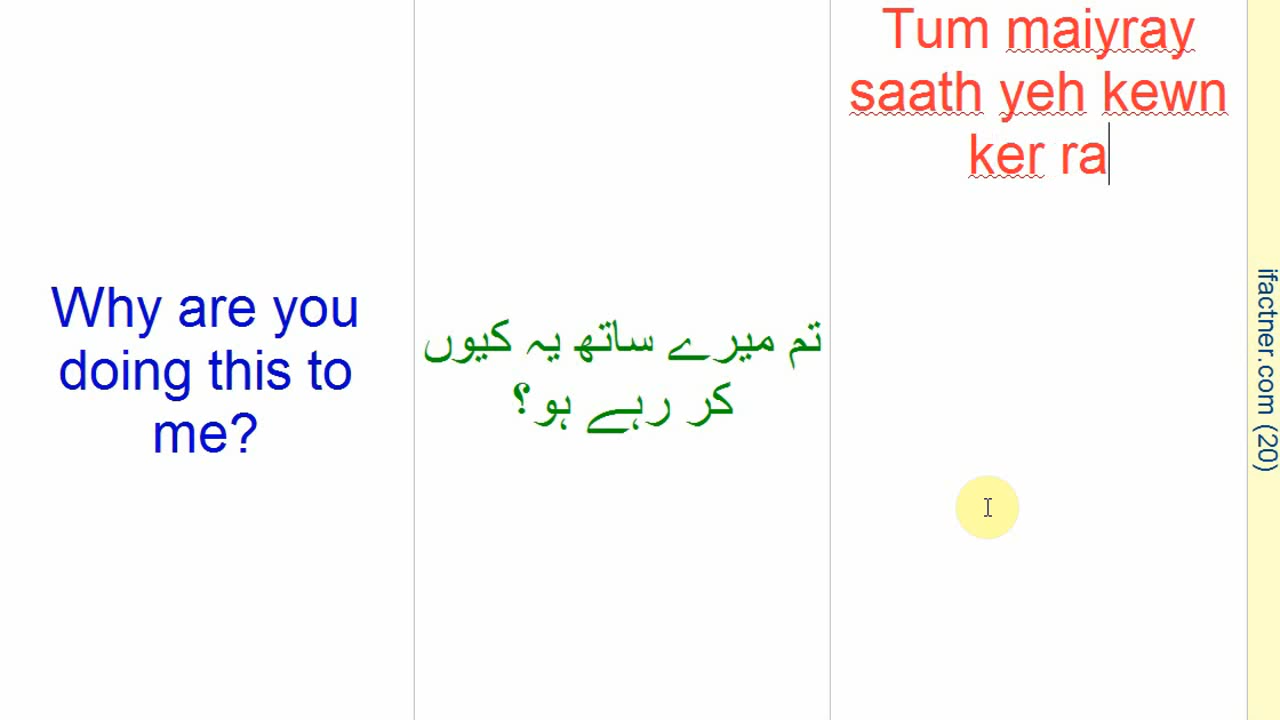 Why are you
doing this to
me?
تم میرے ساتھ یہ کیوں
کر رہے ہو؟
Tum maiyray
saath yeh kewn
ker ra
ifactner.com (20)